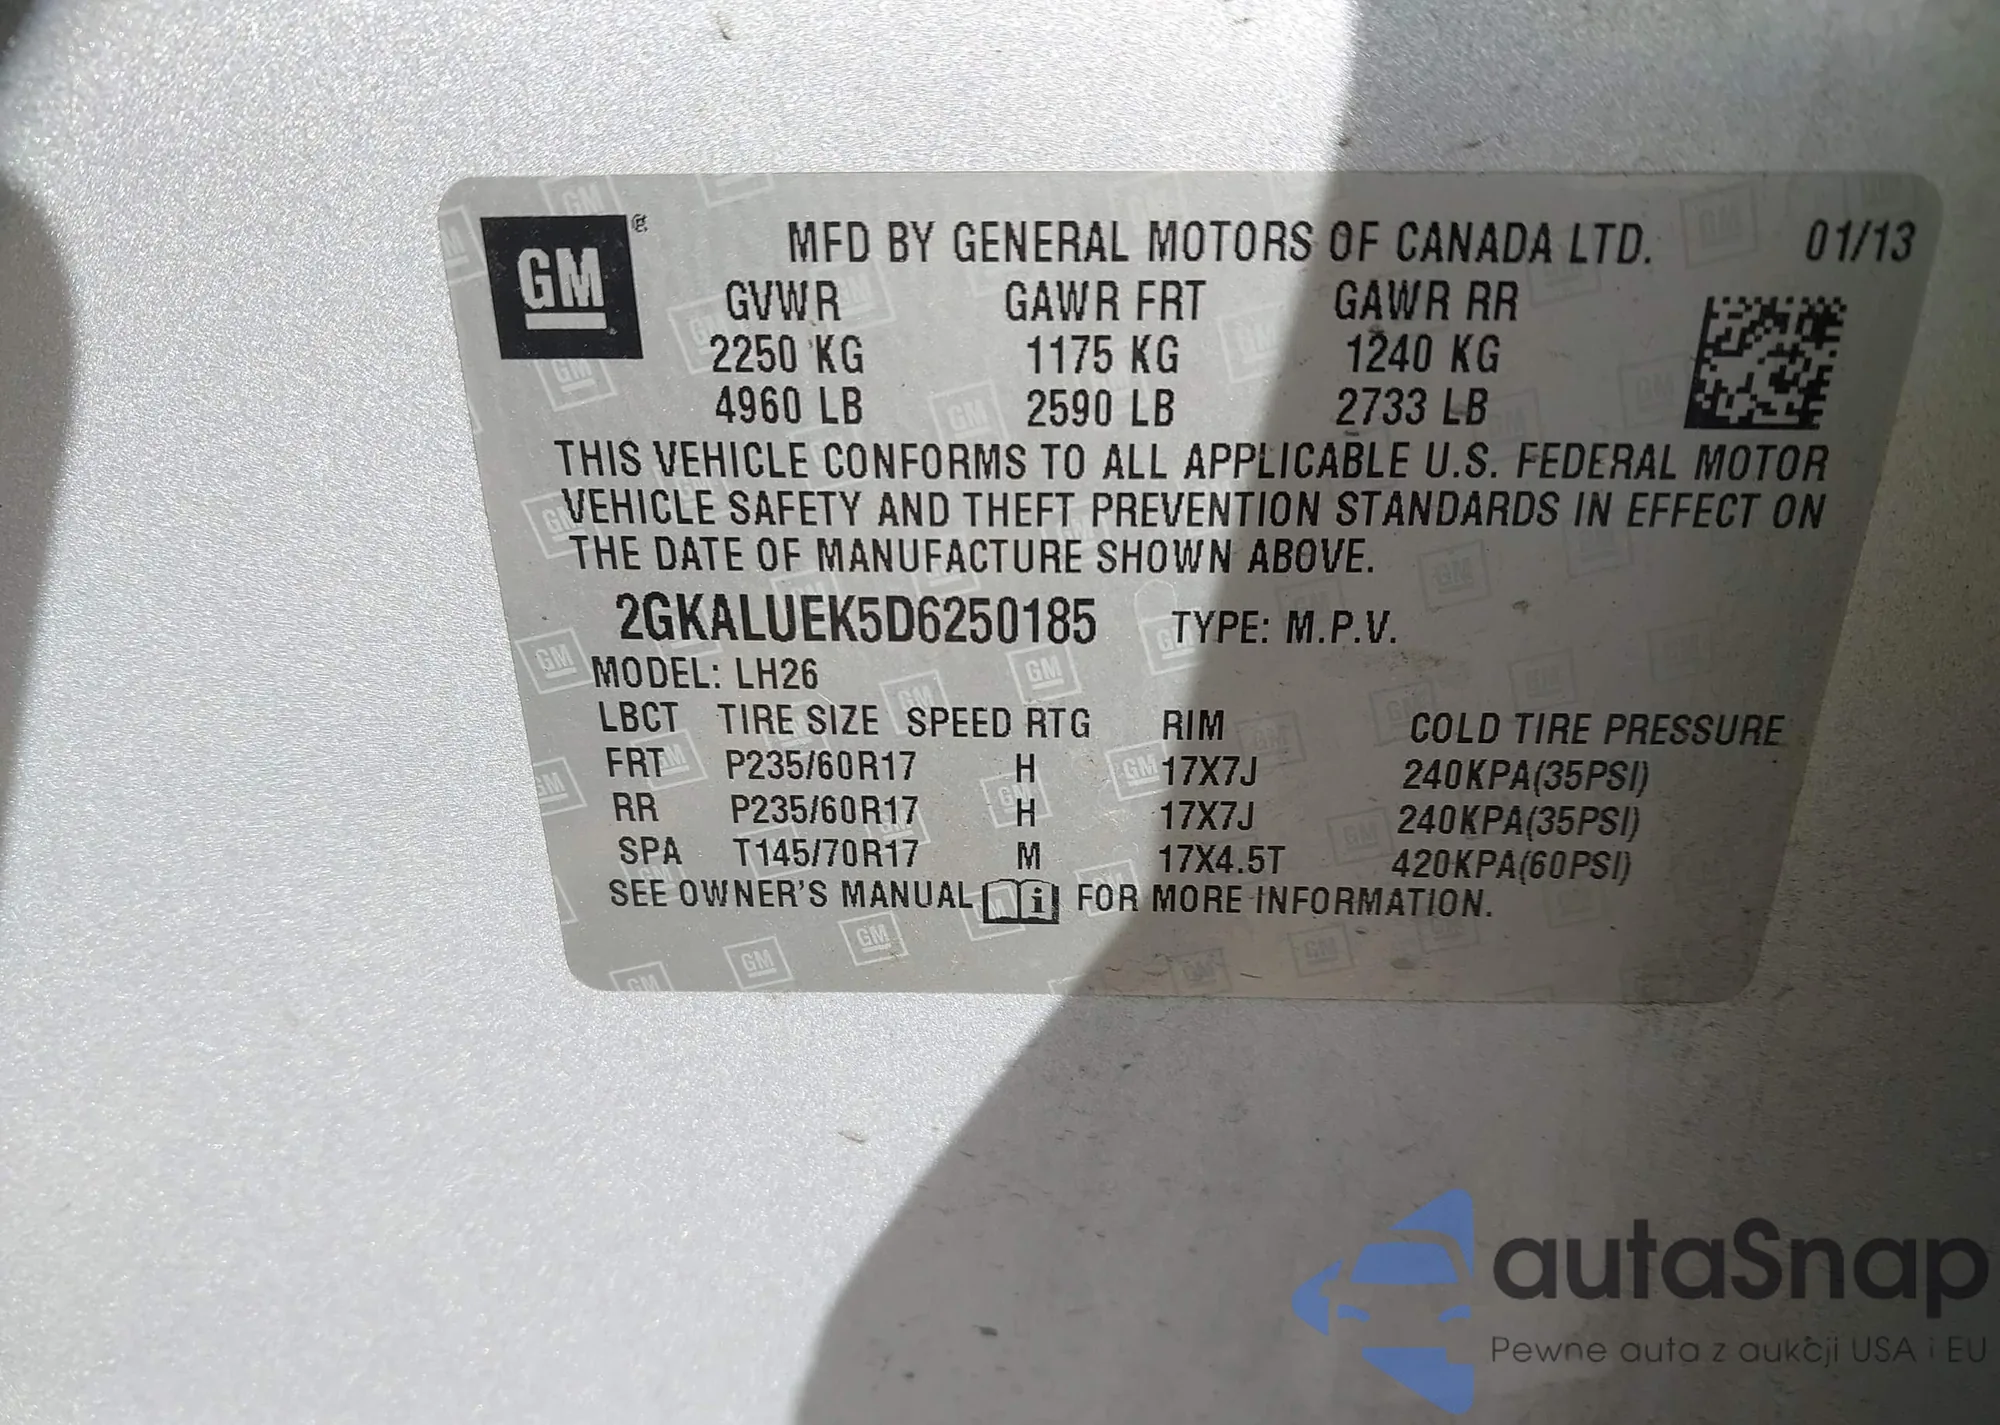 GM®
MFD BY GENERAL MOTORS OF CANADA LTD. 01/13
GVWR GAWR FRT GAWR RR
2250 KG 1175 KG 1240 KG
4960 LB 2590 LB 2733 LB
THIS VEHICLE CONFORMS TO ALL APPLICABLE U.S. FEDERAL MOTOR
VEHICLE SAFETY AND THEFT PREVENTION STANDARDS IN EFFECT ON
THE DATE OF MANUFACTURE SHOWN ABOVE.
2GKALUEK5D6250185 TYPE: M.P.V.
MODEL: LH26
LBCT TIRE SIZE SPEED RTG RIM COLD TIRE PRESSURE
FRT P235/60R17 H 17X7J 240KPA(35PSI)
RR P235/60R17 H 17X7J 240KPA(35PSI)
SPA T145/70R17 M 17X4.5T 420KPA(60PSI)
SEE OWNER'S MANUAL i FOR MORE INFORMATION.
autaSnap
Pewne auta z aukcji USA i EU